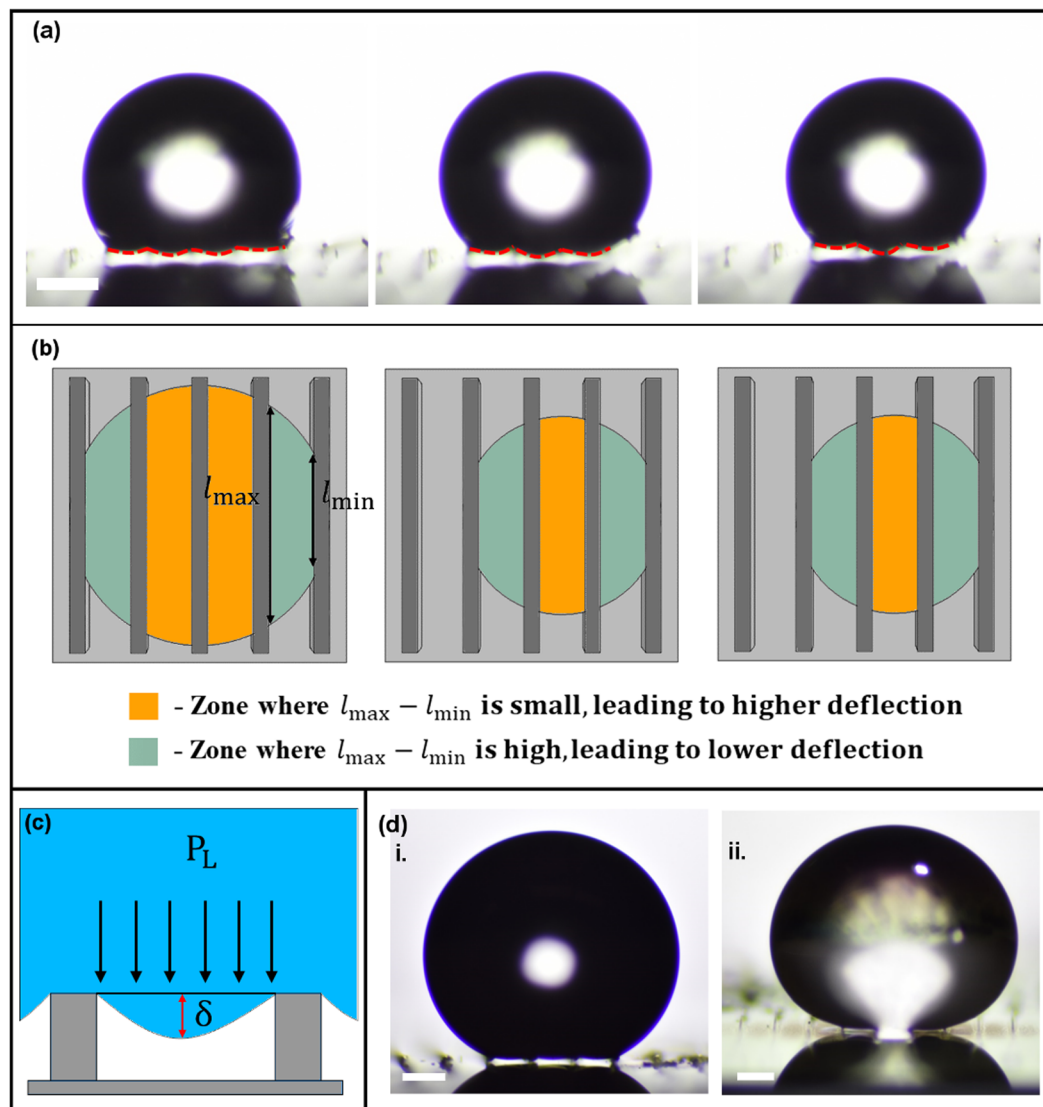 (a)
(b)
lmax
lmin
- Zone where lmax − lmin is small, leading to higher deflection
- Zone where lmax − lmin is high, leading to lower deflection
(c)
PL
δ
(d)
i.
ii.